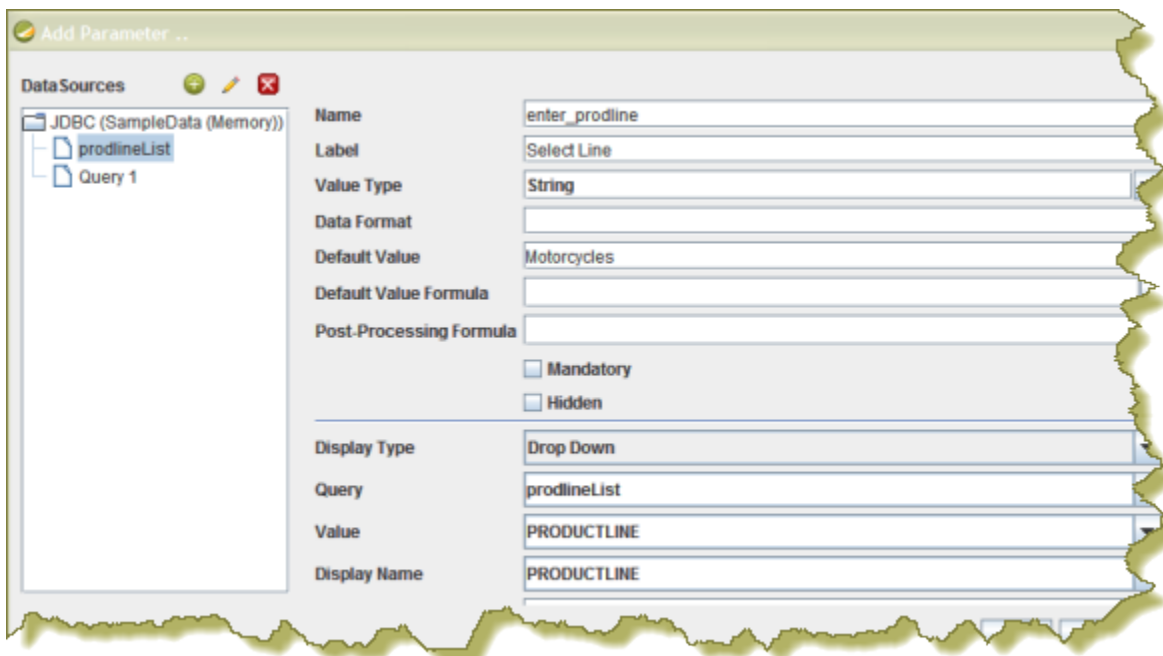 Add Parameter ..
DataSources
JDBC (SampleData (Memory))
prodlineList
Query 1
Name enter_prodline
Label Select Line
Value Type String
Data Format
Default Value Motorcycles
Default Value Formula
Post-Processing Formula
Mandatory
Hidden
Display Type Drop Down
Query prodlineList
Value PRODUCTLINE
Display Name PRODUCTLINE